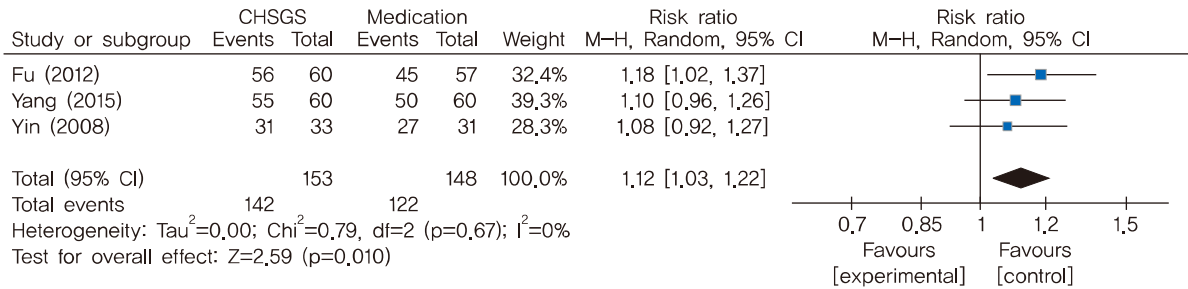 CHSGS Medication Risk ratio Risk ratio
Study or subgroup Events Total Events Total Weight M–H, Random, 95% CI M–H, Random, 95% CI
Fu (2012) 56 60 45 57 32.4% 1.18 [1.02, 1.37]
Yang (2015) 55 60 50 60 39.3% 1.10 [0.96, 1.26]
Yin (2008) 31 33 27 31 28.3% 1.08 [0.92, 1.27]
Total (95% CI) 153 148 100.0% 1.12 [1.03, 1.22]
Total events 142 122
Heterogeneity: Tau²=0.00; Chi²=0.79, df=2 (p=0.67); I²=0%
Test for overall effect: Z=2.59 (p=0.010)
0.7 0.85 1 1.2 1.5
Favours Favours
[experimental] [control]